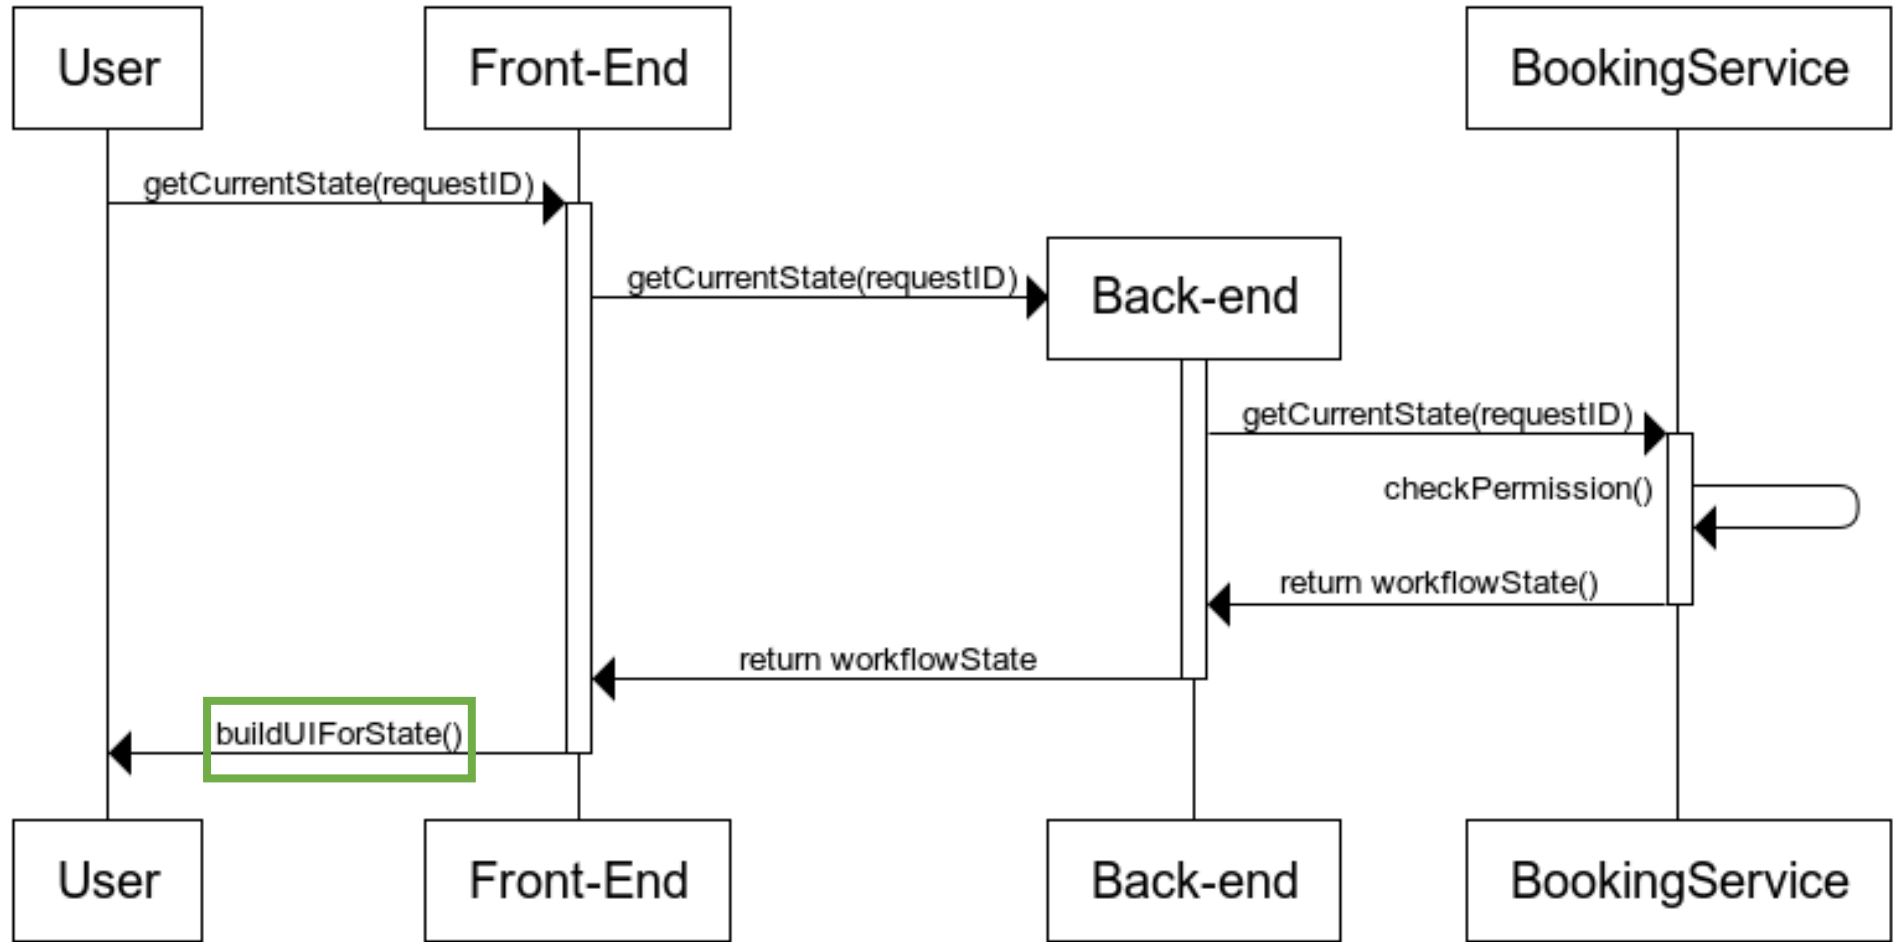 User
Front-End
BookingService
getCurrentState(requestID)
getCurrentState(requestID)
Back-end
getCurrentState(requestID)
checkPermission()
return workflowState()
return workflowState
buildUIForState()
User
Front-End
Back-end
BookingService